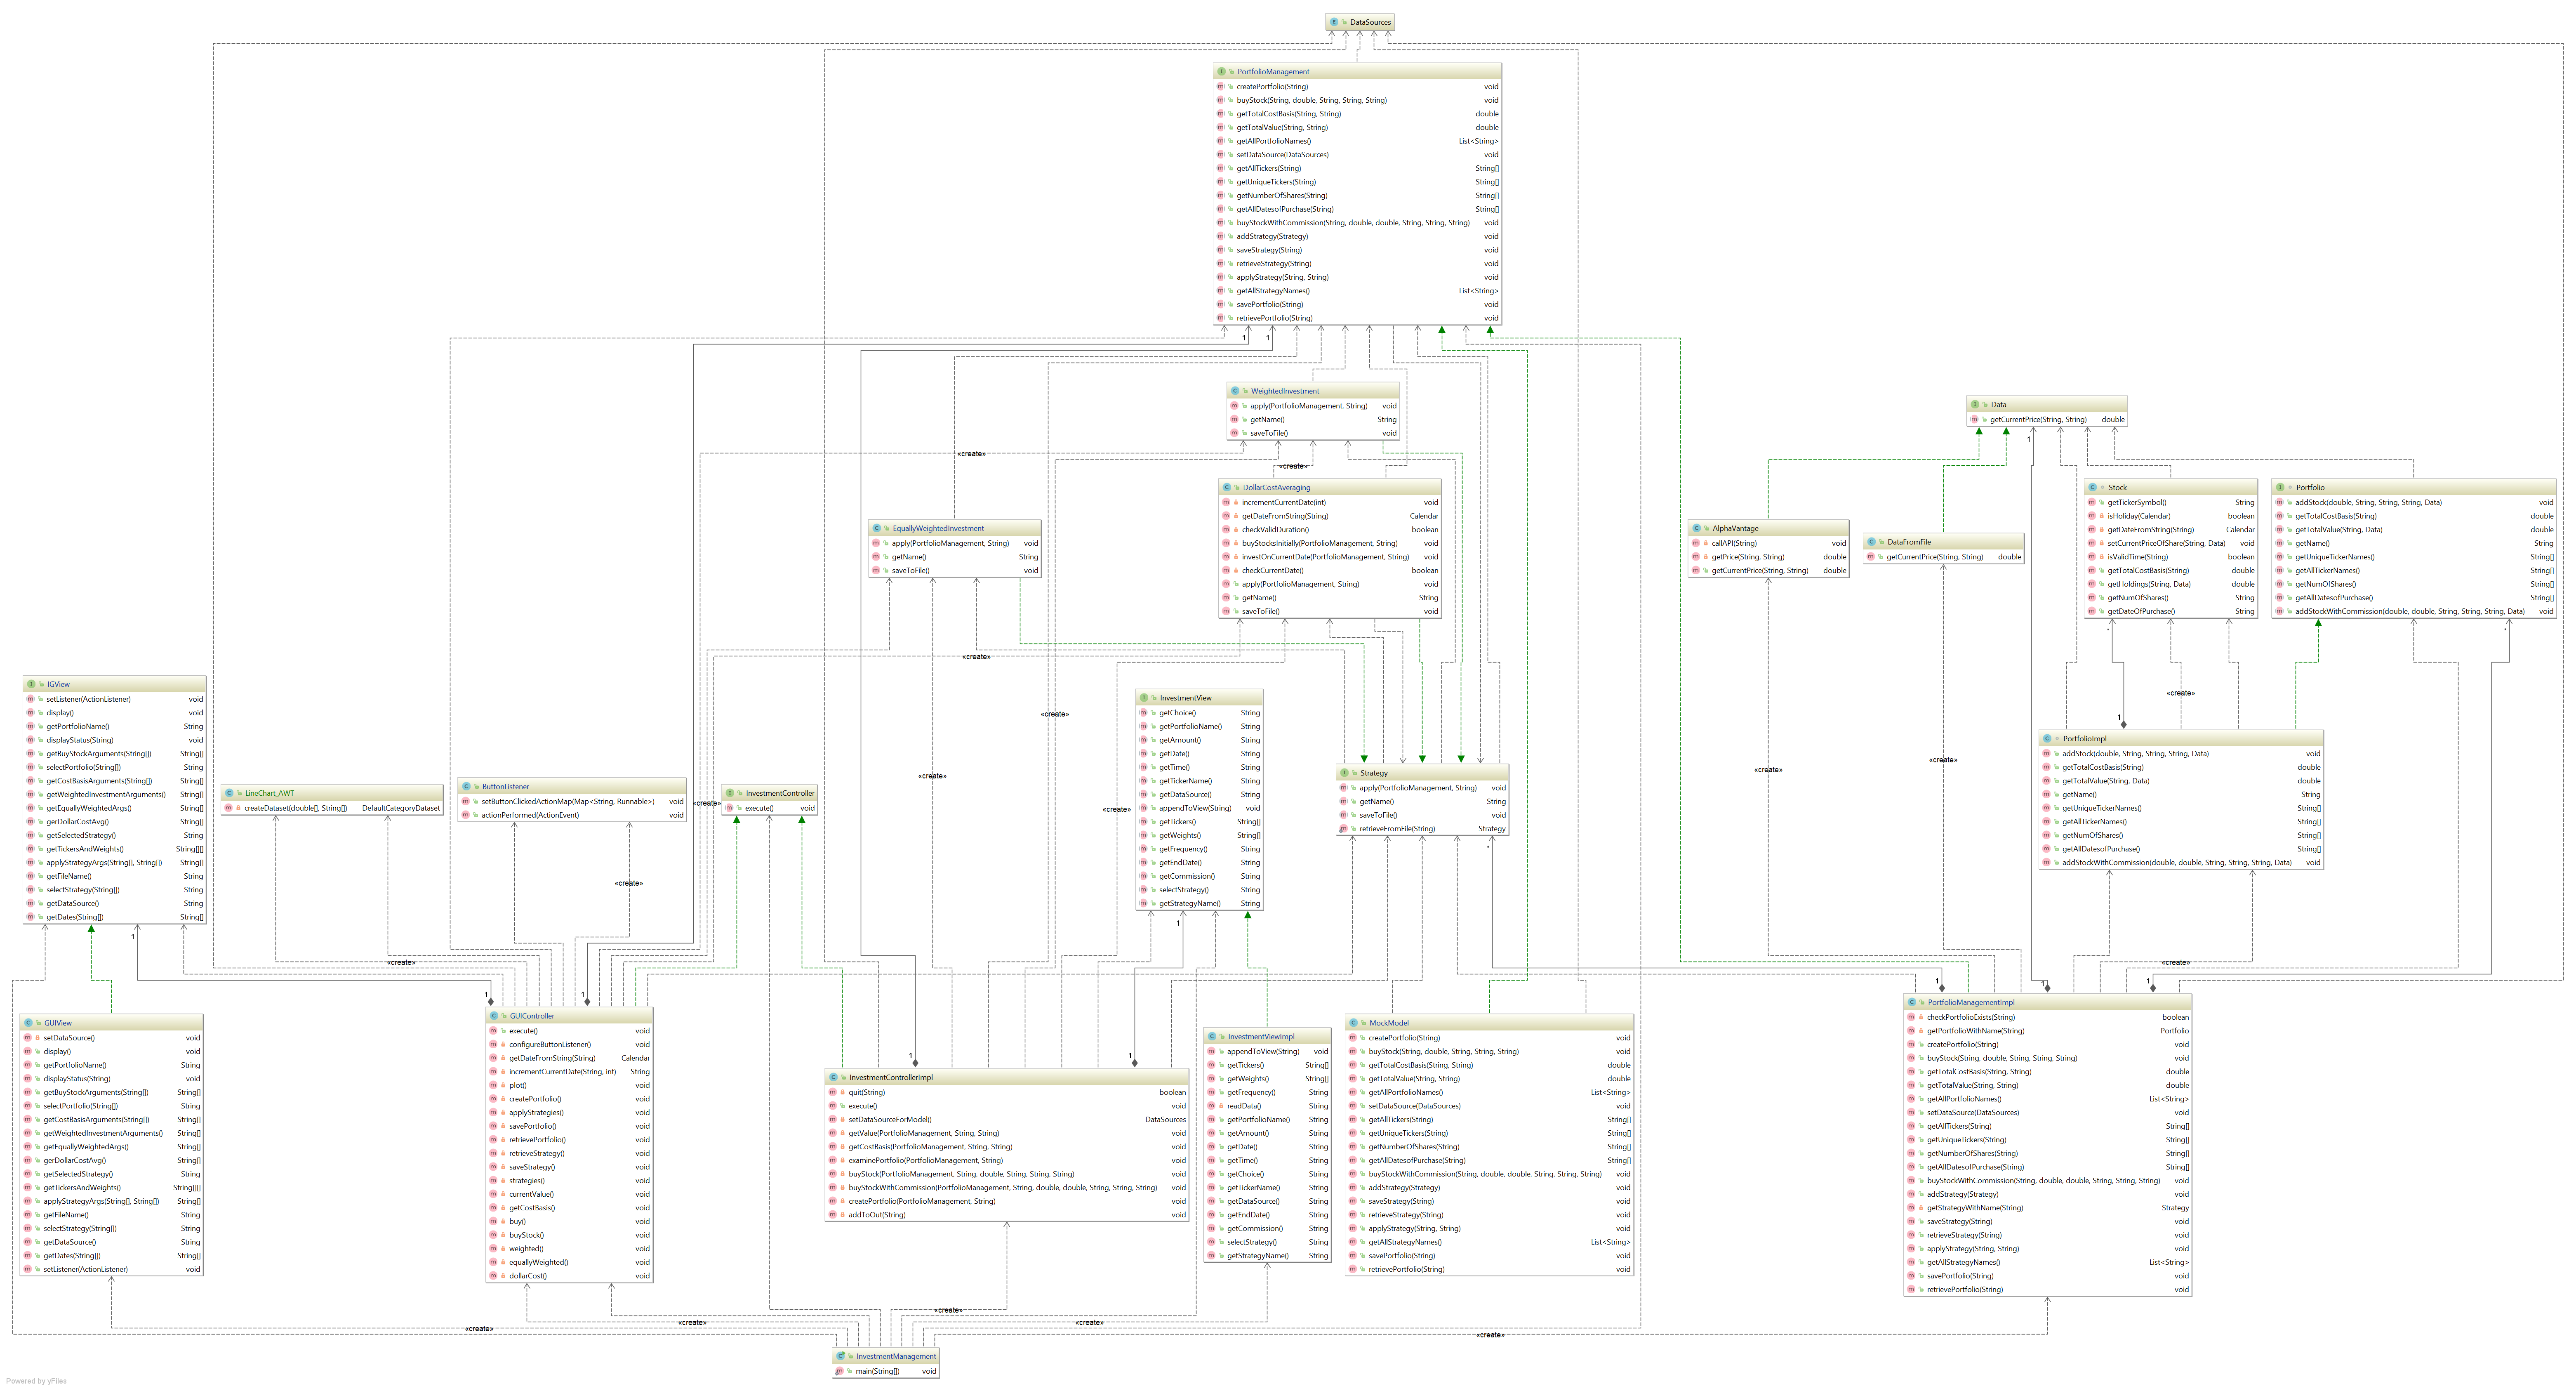 DataSources
PortfolioManagement
createPortfolio(String) void
buyStock(String, double, String, String, String) void
getTotalCostBasis(String, String) double
getTotalValue(String, String) double
getAllPortfolioNames() List<String>
setDataSource(DataSources) void
getAllTickers(String) String[]
getUniqueTickers(String) String[]
getNumberOfShares(String) String[]
getAllDatesofPurchase(String) String[]
buyStockWithCommission(String, double, double, String, String, String) void
addStrategy(Strategy) void
saveStrategy(String) void
retrieveStrategy(String) void
applyStrategy(String, String) void
getAllStrategyNames() List<String>
savePortfolio(String) void
retrievePortfolio(String) void
1
1
WeightedInvestment
apply(PortfolioManagement, String) void
getName() String
saveToFile() void
«create»
«create»
DollarCostAveraging
incrementCurrentDate(int) void
getDateFromString(String) Calendar
checkValidDuration() boolean
buyStocksInitially(PortfolioManagement, String) void
investOnCurrentDate(PortfolioManagement, String) void
checkCurrentDate() boolean
apply(PortfolioManagement, String) void
getName() String
saveToFile() void
EquallyWeightedInvestment
apply(PortfolioManagement, String) void
getName() String
saveToFile() void
«create»
Data
getCurrentPrice(String, String) double
1
AlphaVantage
callAPI(String) void
getPrice(String, String) double
getCurrentPrice(String, String) double
DataFromFile
getCurrentPrice(String, String) double
Stock
getTickerSymbol() String
isHoliday(Calendar) boolean
getDateFromString(String) Calendar
setCurrentPriceOfShare(String, Data) void
isValidTime(String) boolean
getTotalCostBasis(String) double
getHoldings(String, Data) double
getNumOfShares() String
getDateOfPurchase() String
Portfolio
addStock(double, String, String, String, Data) void
getTotalCostBasis(String) double
getTotalValue(String, Data) double
getName() String
getUniqueTickerNames() String[]
getAllTickerNames() String[]
getNumOfShares() String[]
getAllDatesofPurchase() String[]
addStockWithCommission(double, double, String, String, String, Data) void
*
*
«create»
1
PortfolioImpl
addStock(double, String, String, String, Data) void
getTotalCostBasis(String) double
getTotalValue(String, Data) double
getName() String
getUniqueTickerNames() String[]
getAllTickerNames() String[]
getNumOfShares() String[]
getAllDatesofPurchase() String[]
addStockWithCommission(double, double, String, String, String, Data) void
IGView
setListener(ActionListener) void
display() void
getPortfolioName() String
displayStatus(String) void
getBuyStockArguments(String[]) String[]
selectPortfolio(String[]) String
getCostBasisArguments(String[]) String[]
getWeightedInvestmentArguments() String[]
getEquallyWeightedArgs() String[]
gerDollarCostAvg() String[]
getSelectedStrategy() String
getTickersAndWeights() String[][]
applyStrategyArgs(String[], String[]) String[]
getFileName() String
selectStrategy(String[]) String
getDataSource() String
getDates(String[]) String[]
1
LineChart_AWT
createDataset(double[], String[]) DefaultCategoryDataset
ButtonListener
setButtonClickedActionMap(Map<String, Runnable>) void
actionPerformed(ActionEvent) void
InvestmentController
execute() void
«create»
«create»
«create»
«create»
«create»
«create»
InvestmentView
getChoice() String
getPortfolioName() String
getAmount() String
getDate() String
getTime() String
getTickerName() String
getDataSource() String
appendToView(String) void
getTickers() String[]
getWeights() String[]
getFrequency() String
getEndDate() String
getCommission() String
selectStrategy() String
getStrategyName() String
1
Strategy
apply(PortfolioManagement, String) void
getName() String
saveToFile() void
retrieveFromFile(String) Strategy
*
«create»
«create»
«create»
1
1
1
1
1
1
1
GUIView
setDataSource() void
display() void
getPortfolioName() String
displayStatus(String) void
getBuyStockArguments(String[]) String[]
selectPortfolio(String[]) String
getCostBasisArguments(String[]) String[]
getWeightedInvestmentArguments() String[]
getEquallyWeightedArgs() String[]
gerDollarCostAvg() String[]
getSelectedStrategy() String
getTickersAndWeights() String[][]
applyStrategyArgs(String[], String[]) String[]
getFileName() String
selectStrategy(String[]) String
getDataSource() String
getDates(String[]) String[]
setListener(ActionListener) void
GUIController
execute() void
configureButtonListener() void
getDateFromString(String) Calendar
incrementCurrentDate(String, int) String
plot() void
createPortfolio() void
applyStrategies() void
savePortfolio() void
retrievePortfolio() void
retrieveStrategy() void
saveStrategy() void
strategies() void
currentValue() void
getCostBasis() void
buy() void
buyStock() void
weighted() void
equallyWeighted() void
dollarCost() void
InvestmentControllerImpl
quit(String) boolean
execute() void
setDataSourceForModel() DataSources
getValue(PortfolioManagement, String, String) void
getCostBasis(PortfolioManagement, String, String) void
examinePortfolio(PortfolioManagement, String) void
buyStock(PortfolioManagement, String, double, String, String, String) void
buyStockWithCommission(PortfolioManagement, String, double, double, String, String, String) void
createPortfolio(PortfolioManagement, String) void
addToOut(String) void
InvestmentViewImpl
appendToView(String) void
getTickers() String[]
getWeights() String[]
getFrequency() String
readData() String
getPortfolioName() String
getAmount() String
getDate() String
getTime() String
getChoice() String
getTickerName() String
getDataSource() String
getEndDate() String
getCommission() String
selectStrategy() String
getStrategyName() String
MockModel
createPortfolio(String) void
buyStock(String, double, String, String, String) void
getTotalCostBasis(String, String) double
getTotalValue(String, String) double
getAllPortfolioNames() List<String>
setDataSource(DataSources) void
getAllTickers(String) String[]
getUniqueTickers(String) String[]
getNumberOfShares(String) String[]
getAllDatesofPurchase(String) String[]
buyStockWithCommission(String, double, double, String, String, String) void
addStrategy(Strategy) void
saveStrategy(String) void
retrieveStrategy(String) void
applyStrategy(String, String) void
getAllStrategyNames() List<String>
savePortfolio(String) void
retrievePortfolio(String) void
PortfolioManagementImpl
checkPortfolioExists(String) boolean
getPortfolioWithName(String) Portfolio
createPortfolio(String) void
buyStock(String, double, String, String, String) void
getTotalCostBasis(String, String) double
getTotalValue(String, String) double
getAllPortfolioNames() List<String>
setDataSource(DataSources) void
getAllTickers(String) String[]
getUniqueTickers(String) String[]
getNumberOfShares(String) String[]
getAllDatesofPurchase(String) String[]
buyStockWithCommission(String, double, double, String, String, String) void
addStrategy(Strategy) void
getStrategyWithName(String) Strategy
saveStrategy(String) void
retrieveStrategy(String) void
applyStrategy(String, String) void
getAllStrategyNames() List<String>
savePortfolio(String) void
retrievePortfolio(String) void
«create»
«create»
«create»
«create»
«create»
InvestmentManagement
main(String[]) void
Powered by yFiles